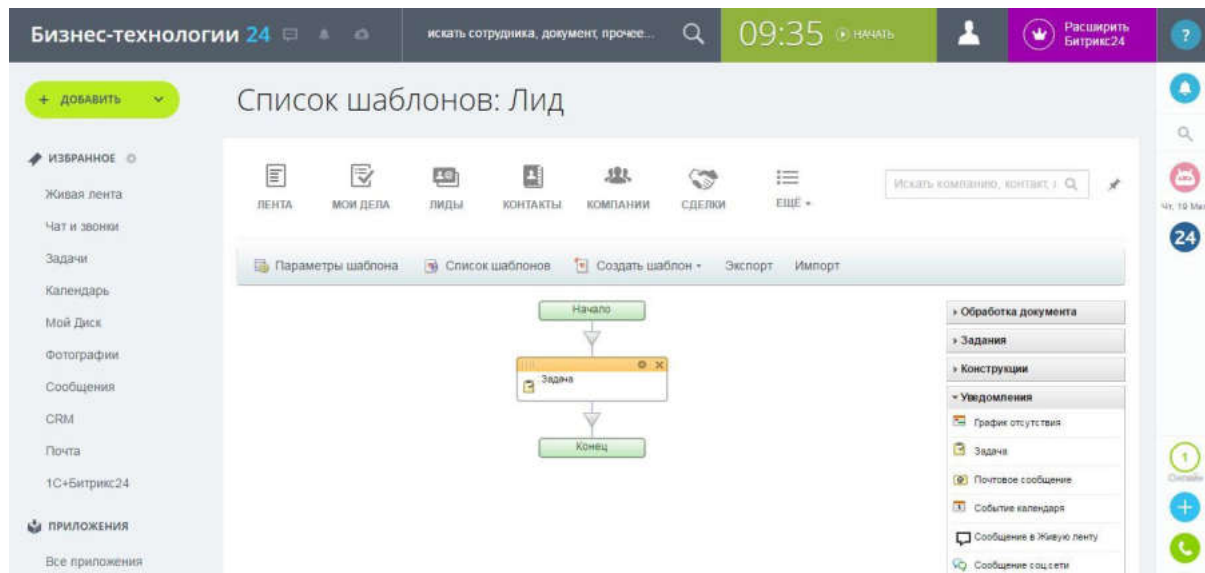 Бизнес-технологии 24
искать сотрудника, документ, прочее...
09:35 НАЧАТЬ
Расширить
Битрикс24
?
+ ДОБАВИТЬ
Список шаблонов: Лид
ИЗБРАННОЕ
Живая лента
Чат и звонки
Задачи
Календарь
Мой Диск
Фотографии
Сообщения
CRM
Почта
1С+Битрикс24
ПРИЛОЖЕНИЯ
Все приложения
ЛЕНТА
МОИ ДЕЛА
ЛИДЫ
КОНТАКТЫ
КОМПАНИИ
СДЕЛКИ
ЕЩЁ
Искать компанию, контакт,
Параметры шаблона
Список шаблонов
Создать шаблон
Экспорт
Импорт
Начало
Задача
Конец
Обработка документа
Задания
Конструкции
Уведомления
График отсутствия
Задача
Почтовое сообщение
Событие календаря
Сообщение в Живую ленту
Сообщение соц.сети
Чт, 19 Мая
24
1
Онлайн